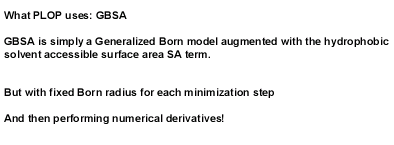 What PLOP uses: GBSA
GBSA is simply a Generalized Born model augmented with the hydrophobic
solvent accessible surface area SA term.
But with fixed Born radius for each minimization step
And then performing numerical derivatives!